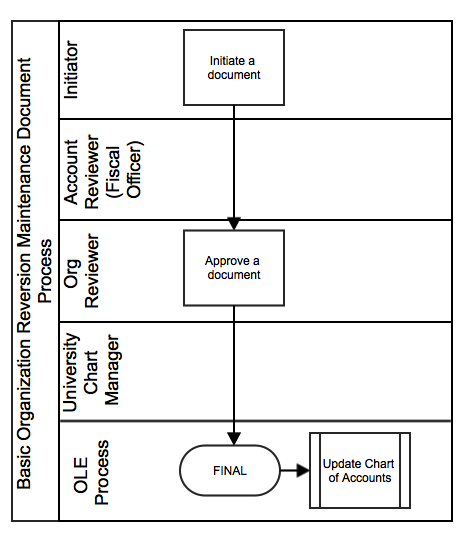 Basic Organization Reversion Maintenance Document
Process
Initiator
Initiate a
document
Account
Reviewer
(Fiscal
Officer)
Org
Reviewer
Approve a
document
University
Chart
Manager
OLE
Process
FINAL
Update Chart
of Accounts